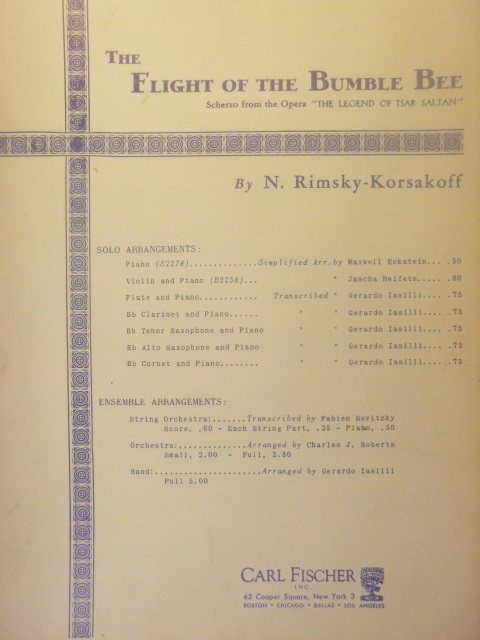 THE
FLIGHT OF THE BUMBLE BEE
Scherzo from the Opera "THE LEGEND OF TSAR SALTAN"
By N. Rimsky-Korsakoff
SOLO ARRANGEMENTS:
Piano (S2278)..............Simplified Arr. by Maxwell Eckstein... .50
Violin and Piano (B2258)... " Jascha Heifetz..... .90
Flute and Piano............ Transcribed " Gerardo Iasilli.... .75
Bb Clarinet and Piano...... " " Gerardo Iasilli.... .75
Bb Tenor Saxophone and Piano " " Gerardo Iasilli.... .75
Eb Alto Saxophone and Piano " " Gerardo Iasilli.... .75
Bb Cornet and Piano........ " " Gerardo Iasilli.... .75
ENSEMBLE ARRANGEMENTS:
String Orchestra:.......Transcribed by Fabien Sevitzky
Score, .60 - Each String Part, .25 - Piano, .50
Orchestra:..............Arranged by Charles J. Roberts
Small, 2.00 - Full, 2.50
Band:......................Arranged by Gerardo Iasilli
Full 5.00
CARL FISCHER
INC.
62 Cooper Square, New York 3
BOSTON • CHICAGO • DALLAS • LOS ANGELES